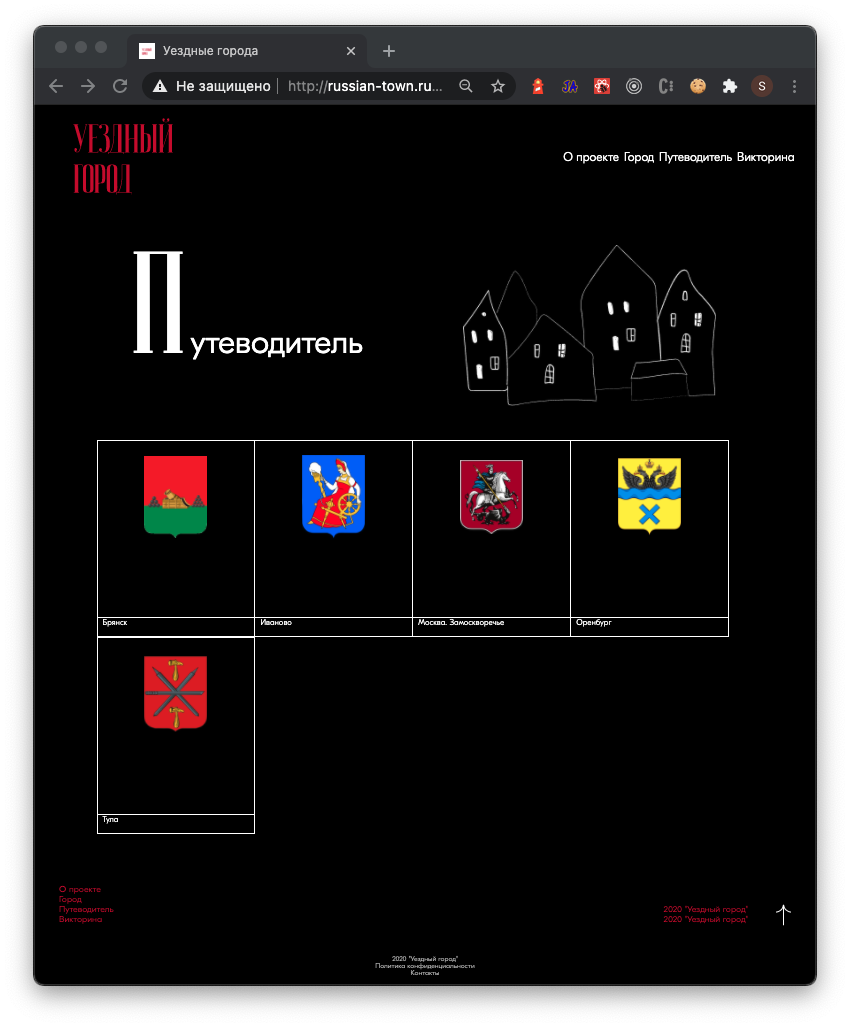 Уездные города
Не защищено
http://russian-town.ru...
S
УЕЗДНЫЙ
ГОРОД
О проекте Город Путеводитель Викторина
Путеводитель
Брянск
Иваново
Москва. Замоскворечье
Оренбург
Тула
О проекте
Город
Путеводитель
Викторина
2020 "Уездный город"
2020 "Уездный город"
2020 "Уездный город"
Политика конфиденциальности
Контакты